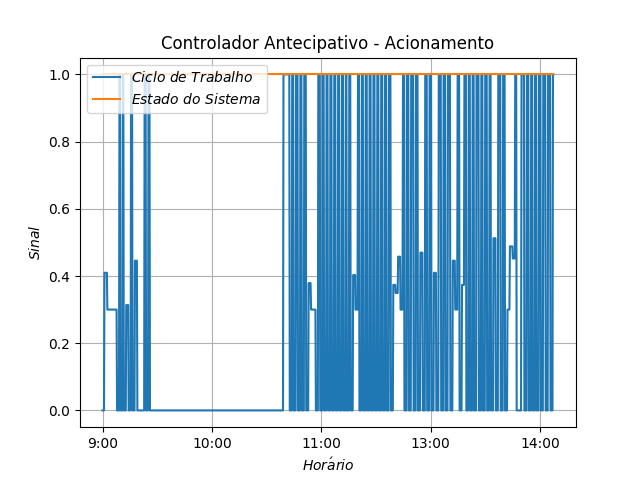 Controlador Antecipativo - Acionamento
Ciclo de Trabalho
Estado do Sistema
1.0
0.8
0.6
0.4
0.2
0.0
Sinal
9:00 10:00 11:00 13:00 14:00
Horário